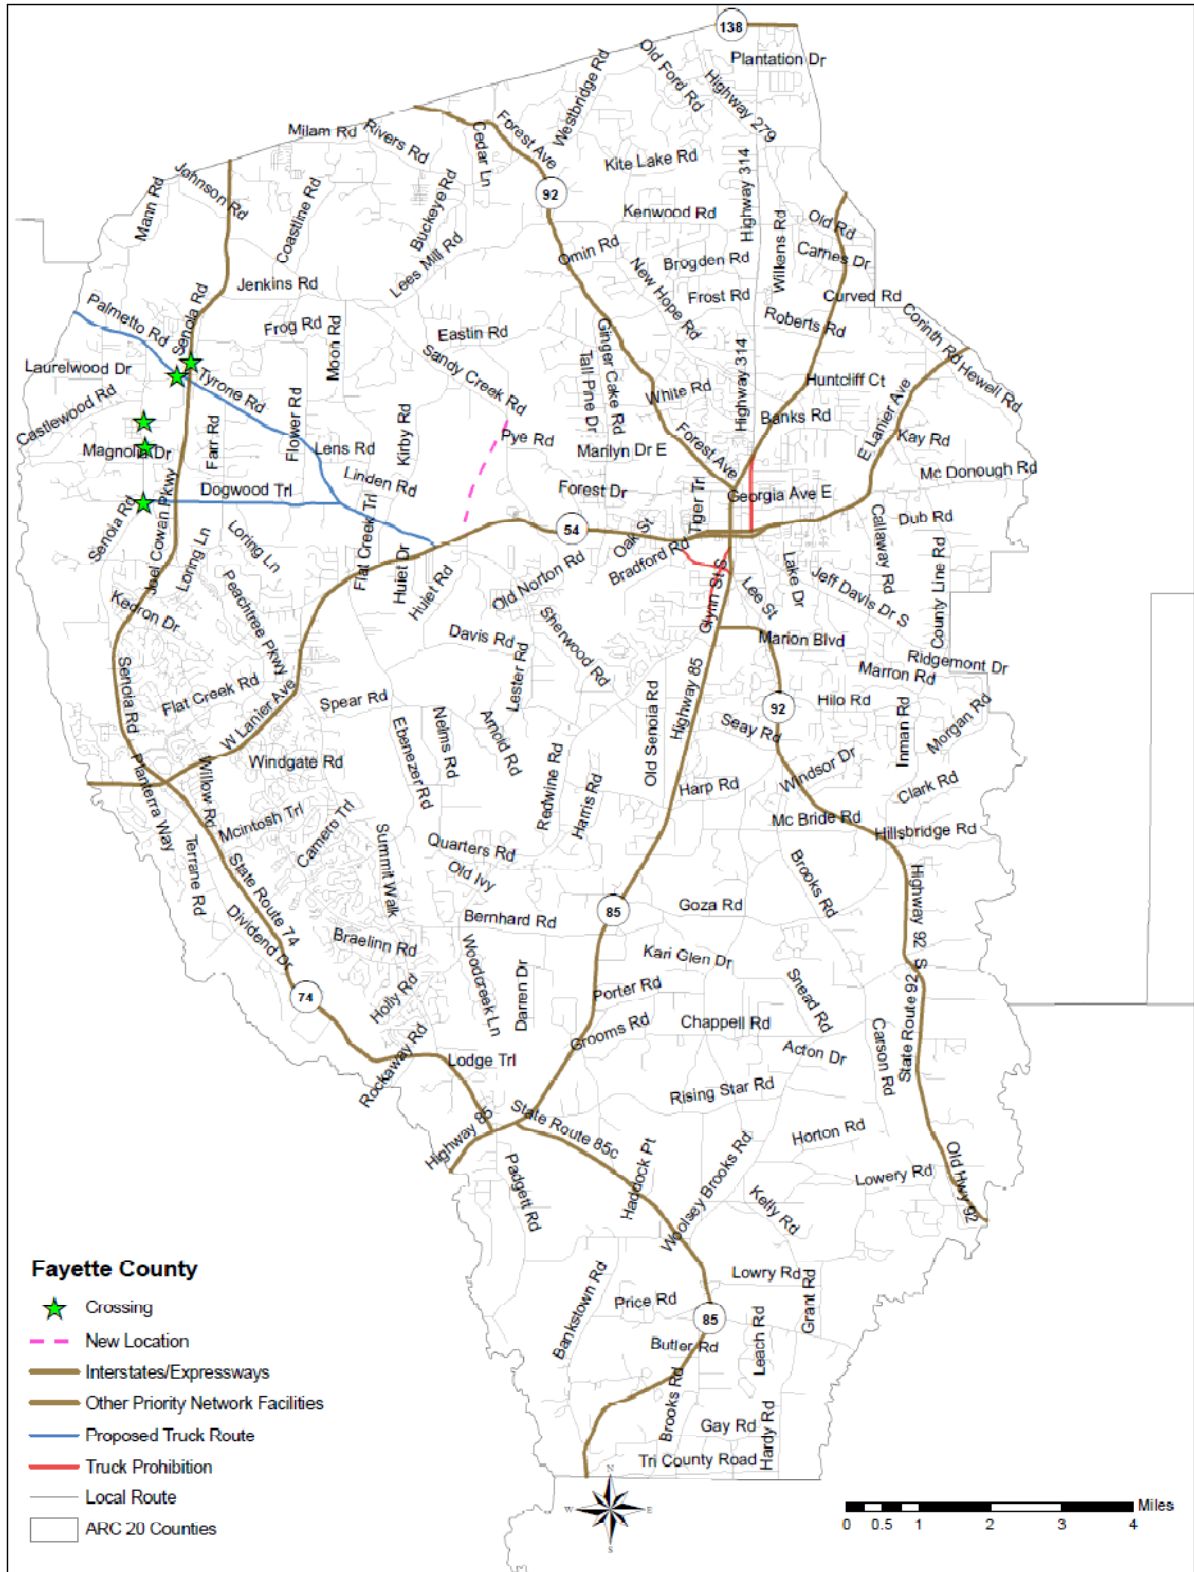 138
Plantation Dr
Old Ford Rd
Highway 279
Westbridge Rd
Forest Ave
Cedar Ln
Milam Rd
Rivers Rd
Kite Lake Rd
Highway 314
Johnson Rd
Mann Rd
Coastline Rd
Buckeye Rd
92
Kenwood Rd
Wilkens Rd
Old Rd
Carnes Dr
Omin Rd
Brogden Rd
New Hope Rd
Lees Mill Rd
Jenkins Rd
Frost Rd
Curved Rd
Roberts Rd
Corinth Rd
Hewell Rd
Palmetto Rd
Senoia Rd
Frog Rd
Moon Rd
Eastin Rd
Ginger Cake Rd
Tall Pine Dr
Sandy Creek Rd
Laurelwood Dr
Tyrone Rd
Castlewood Rd
White Rd
Highway 314
Huntcliff Ct
Banks Rd
E Lanier Ave
Kay Rd
Flower Rd
Farr Rd
Kirby Rd
Pye Rd
Marilyn Dr E
Forest Ave
Magnolia Dr
Lens Rd
Linden Rd
Mc Donough Rd
Dogwood Trl
Forest Dr
Tiger Trl
Georgia Ave E
Senoia Rd
Joel Cowan Pkwy
Loring Ln
Loring Ln
Flat Creek Trl
Huiet Dr
54
Oak St
Bradford Rd
Callaway Rd
Dub Rd
County Line Rd
Kedron Dr
Peachtree Pkwy
Huiet Rd
Old Norton Rd
Glynn St S
Lee St
Lake Dr
Jeff Davis Dr S
Davis Rd
Sherwood Rd
Lester Rd
Marion Blvd
Ridgemont Dr
Marron Rd
Senoia Rd
Flat Creek Rd
W Lanier Ave
Spear Rd
Ebenezer Rd
Nelms Rd
Arnold Rd
Old Senoia Rd
Highway 85
92
Hilo Rd
Seay Rd
Inman Rd
Morgan Rd
Planterra Way
Willow Rd
Windgate Rd
Redwine Rd
Harris Rd
Harp Rd
Windsor Dr
Clark Rd
Mcintosh Trl
Camero Trl
Mc Bride Rd
Hillsbridge Rd
Terrane Rd
State Route 74
Summit Walk
Quarters Rd
Old Ivy
Brooks Rd
Highway 92 S
Dividend Dr
Bernhard Rd
85
Goza Rd
Braelinn Rd
Woodcreek Ln
Darren Dr
Kari Glen Dr
74
Holly Rd
Porter Rd
Snead Rd
State Route 92
Rockaway Rd
Grooms Rd
Chappell Rd
Carson Rd
Lodge Trl
Acton Dr
Rising Star Rd
Highway 85
State Route 85c
Haddock Pt
Horton Rd
Padgett Rd
Woolsey Brooks Rd
Kelly Rd
Lowery Rd
Old Hwy 92
Bankstown Rd
Lowry Rd
Grant Rd
Price Rd
85
Butler Rd
Leach Rd
Brooks Rd
Gay Rd
Hardy Rd
Tri County Road
Fayette County
Crossing
New Location
Interstates/Expressways
Other Priority Network Facilities
Proposed Truck Route
Truck Prohibition
Local Route
ARC 20 Counties
N
W E
S
Miles
0 0.5 1 2 3 4